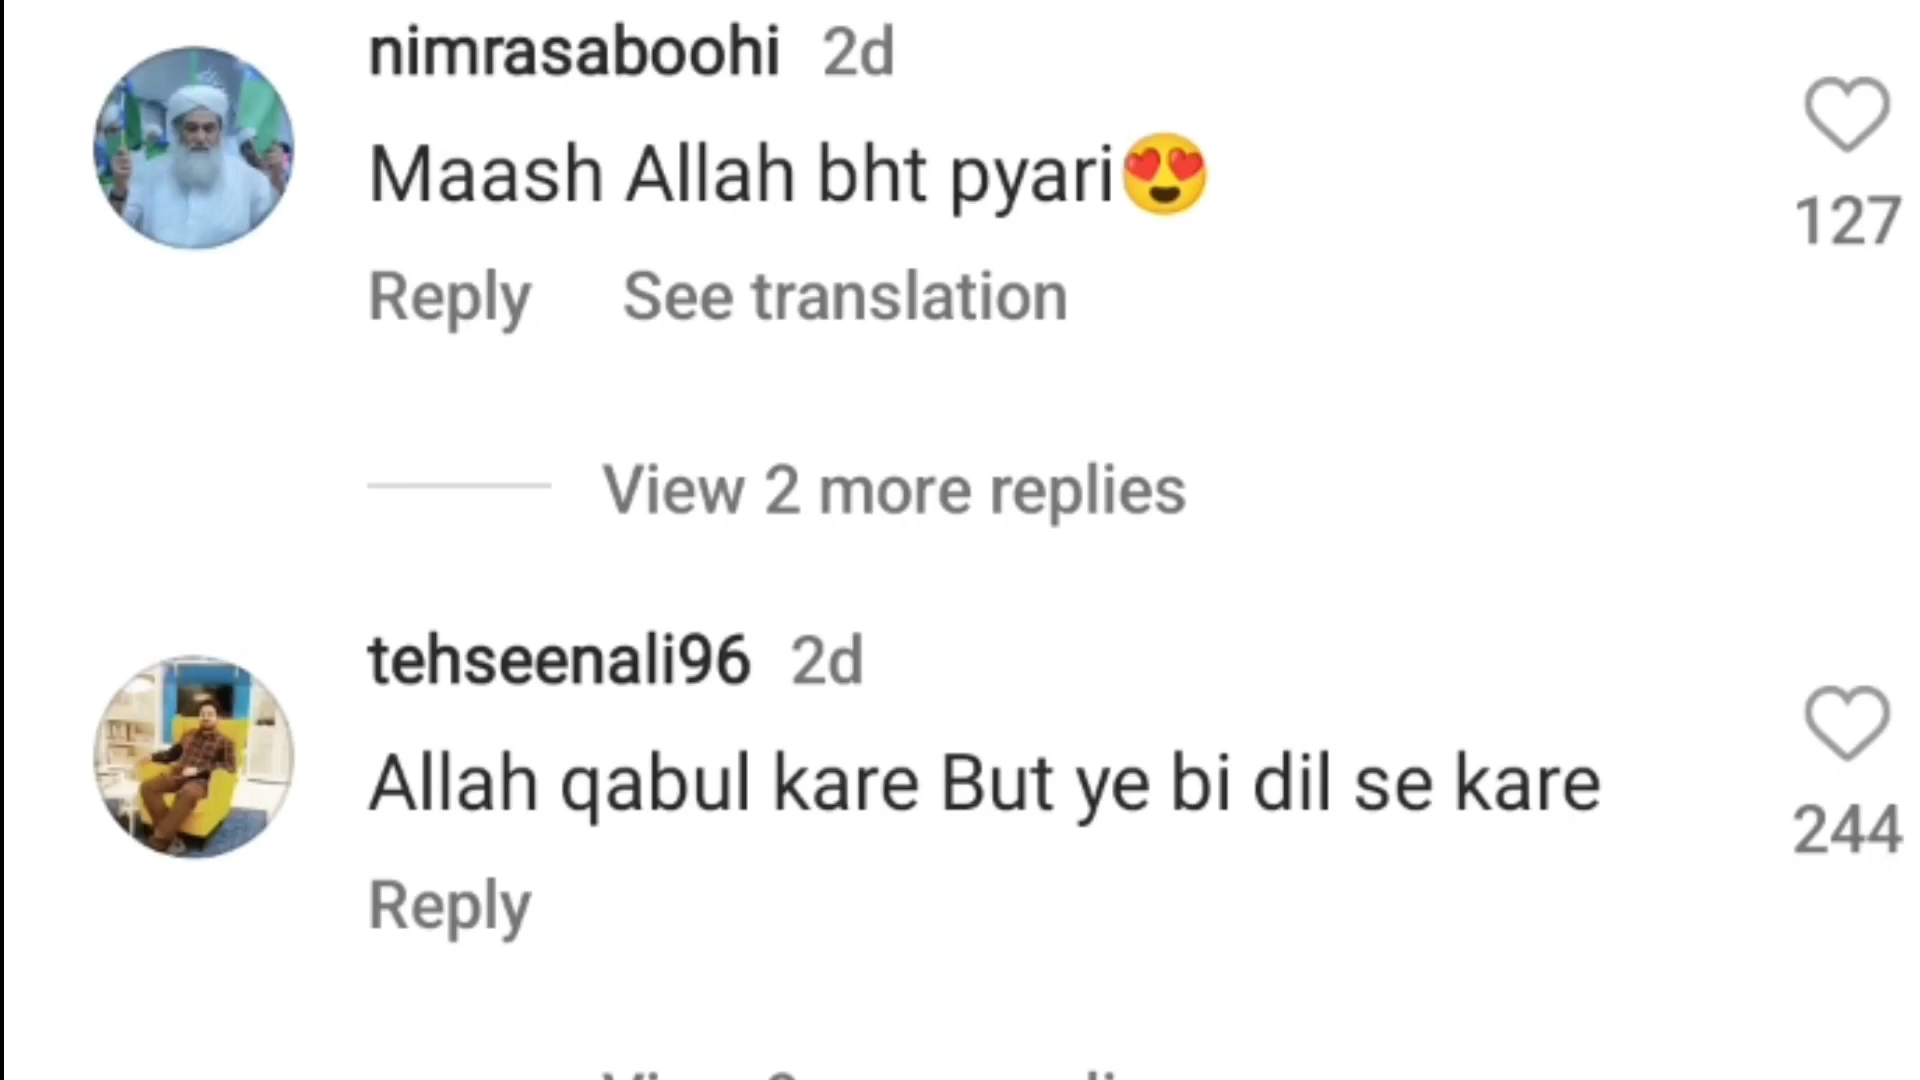 nimrasaboohi 2d
Maash Allah bht pyari😍
127
Reply See translation
View 2 more replies
tehseenali96 2d
Allah qabul kare But ye bi dil se kare
244
Reply